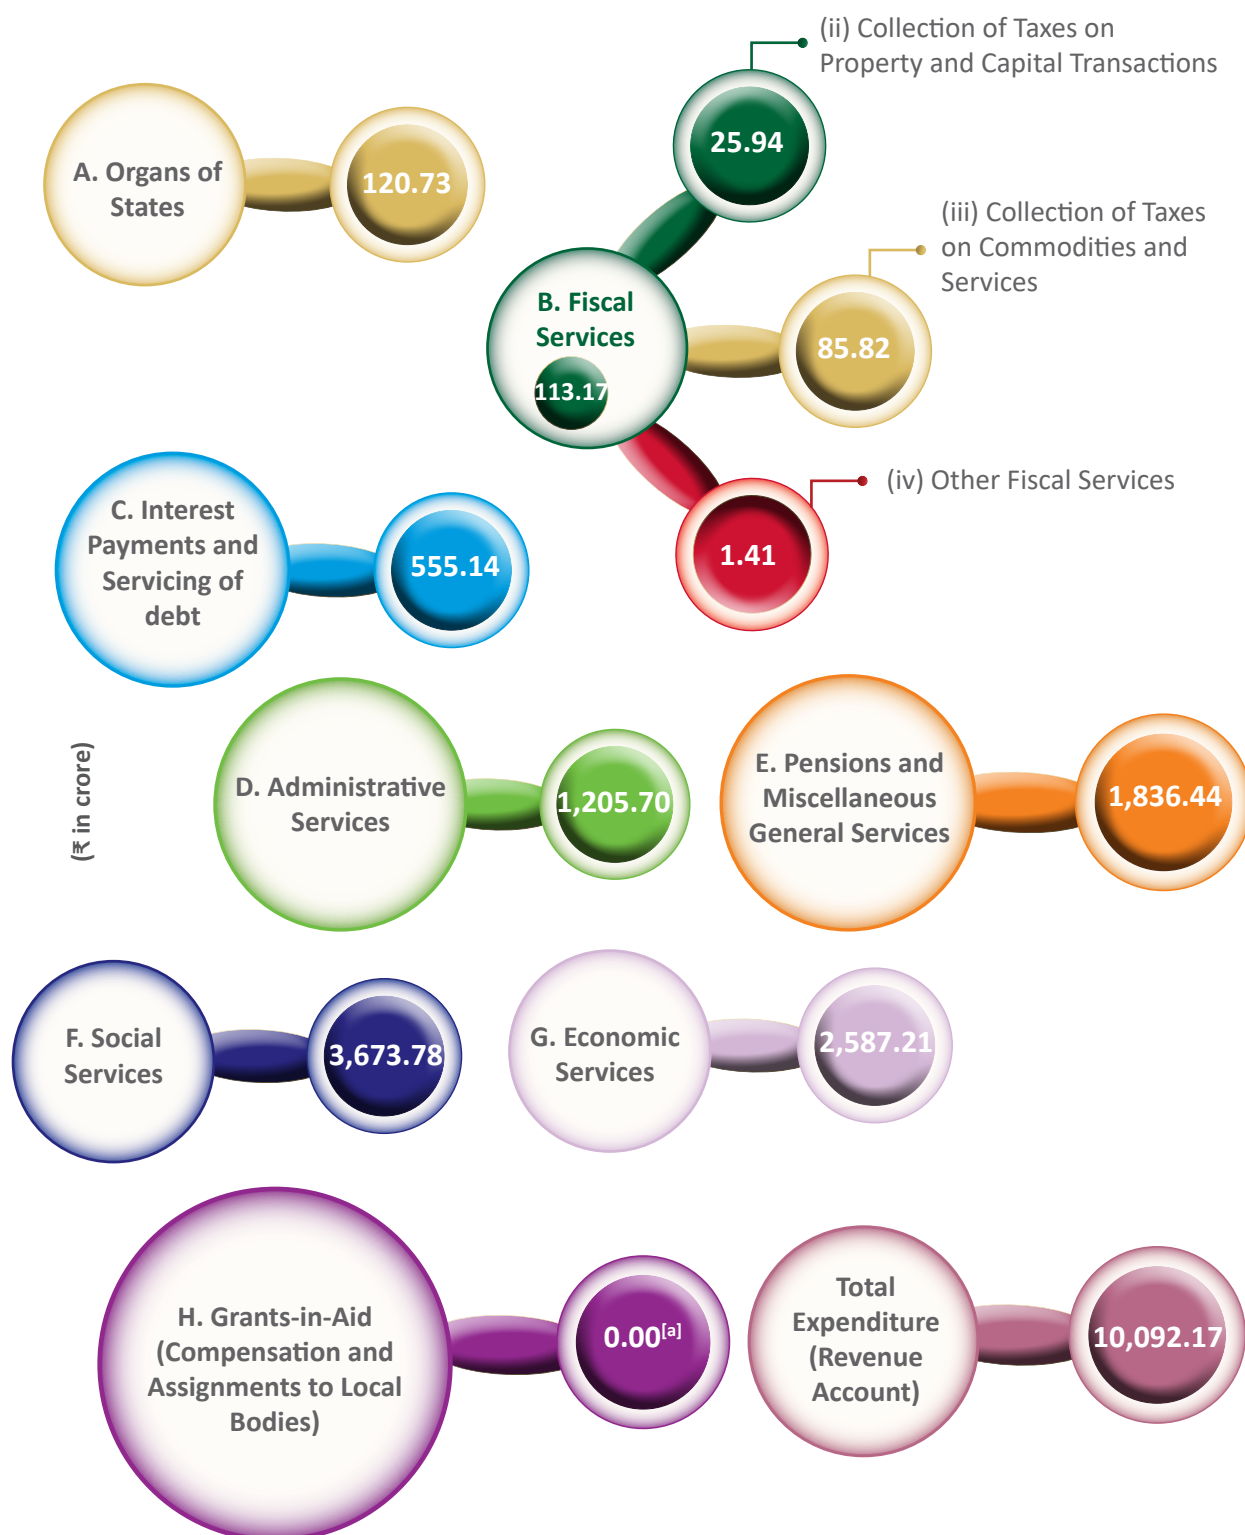 (ii) Collection of Taxes on
Property and Capital Transactions
25.94
A. Organs of
States
120.73
(iii) Collection of Taxes
on Commodities and
Services
B. Fiscal
Services
113.17
85.82
(iv) Other Fiscal Services
1.41
C. Interest
Payments and
Servicing of
debt
555.14
(₹ in crore)
D. Administrative
Services
1,205.70
E. Pensions and
Miscellaneous
General Services
1,836.44
F. Social
Services
3,673.78
G. Economic
Services
2,587.21
H. Grants-in-Aid
(Compensation and
Assignments to Local
Bodies)
0.00[a]
Total
Expenditure
(Revenue
Account)
10,092.17